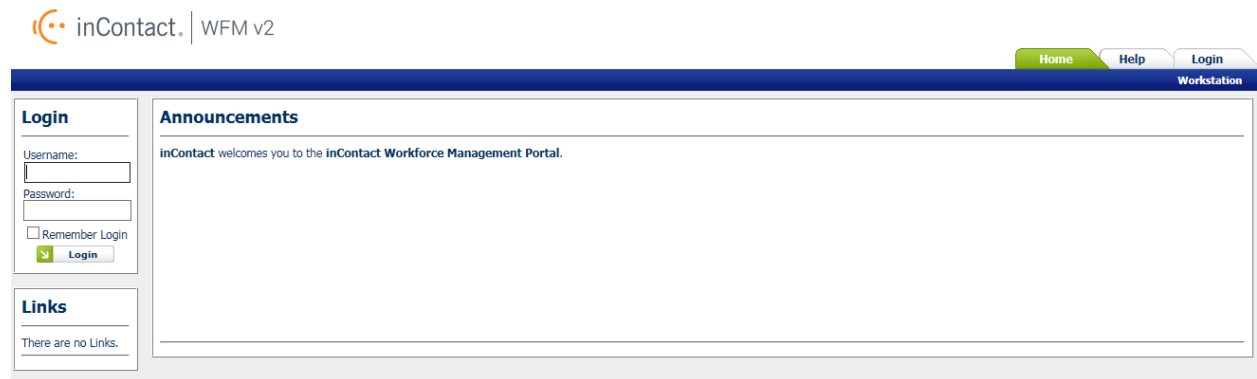 inContact. WFM v2
Home Help Login
Workstation
Login
Username:
Password:
Remember Login
Login
Links
There are no Links.
Announcements
inContact welcomes you to the inContact Workforce Management Portal.